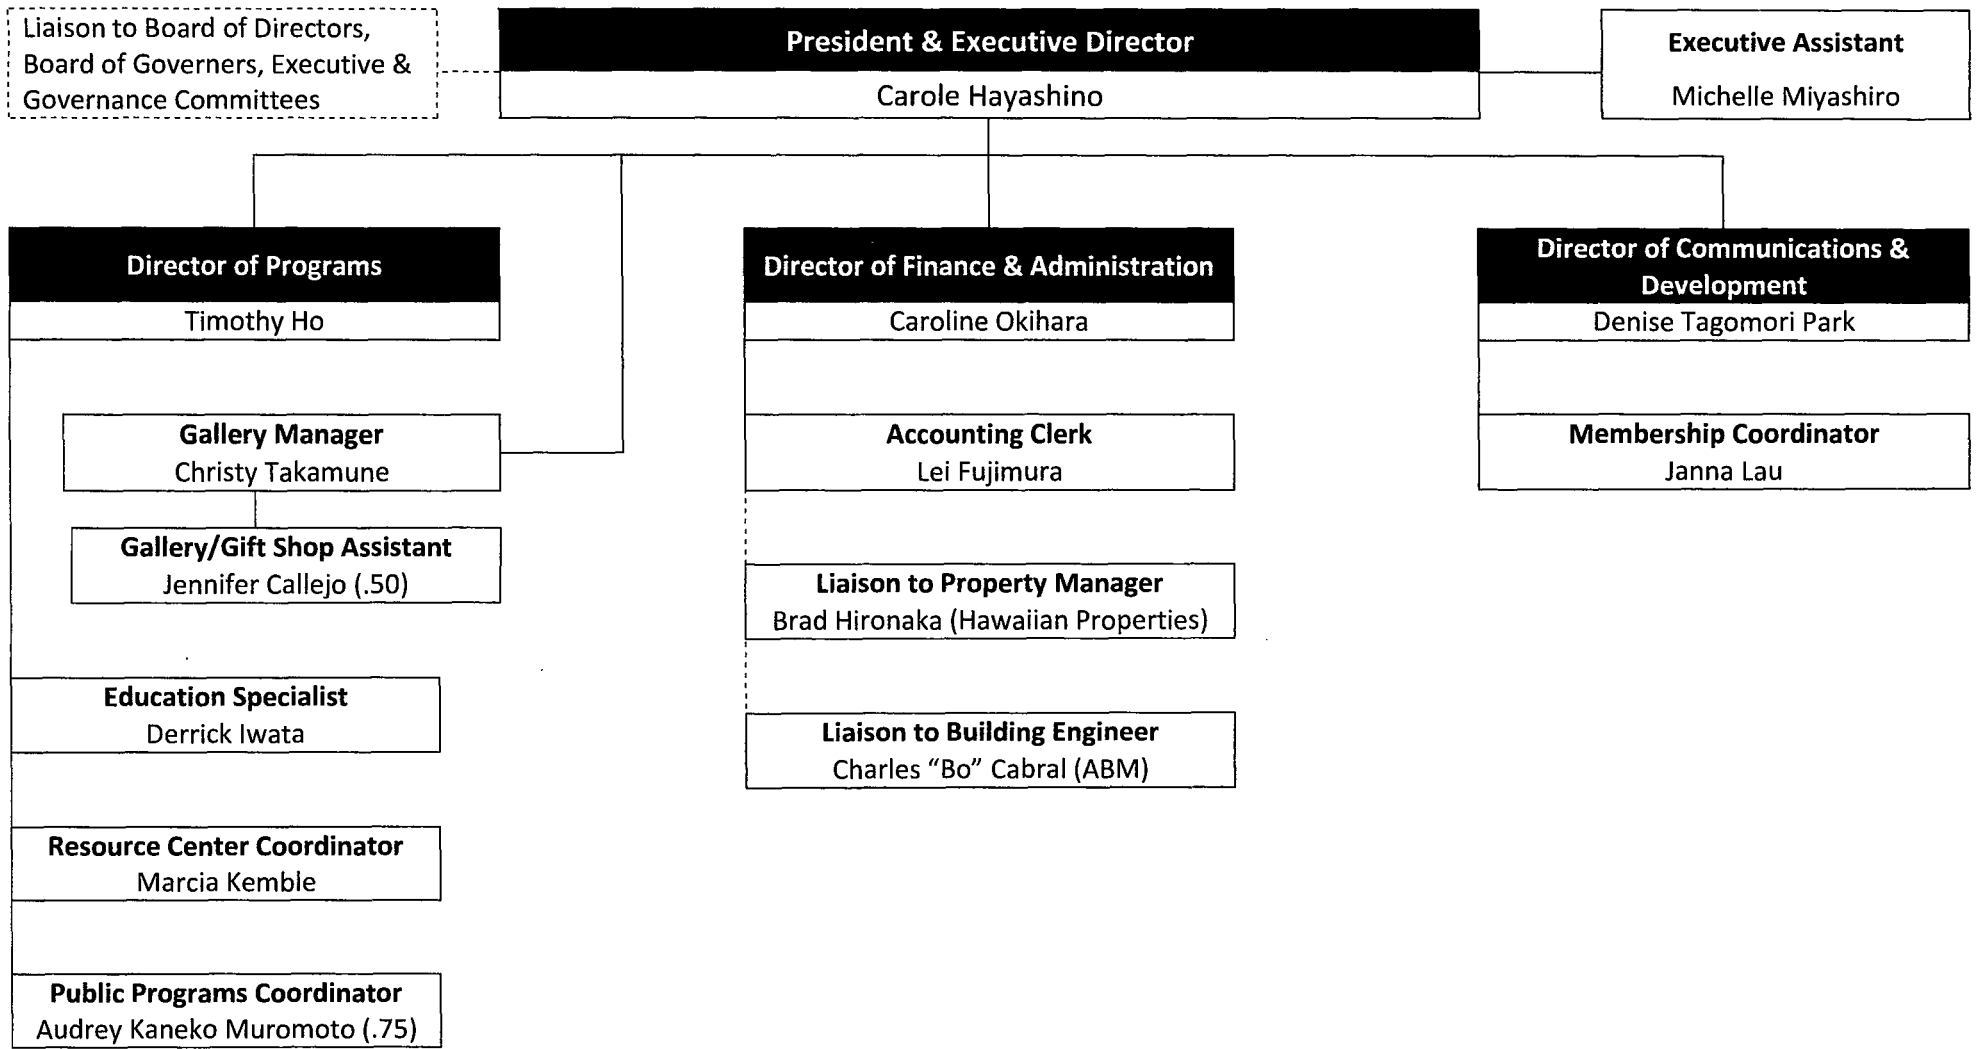 Liaison to Board of Directors,
Board of Governers, Executive &
Governance Committees
President & Executive Director
Carole Hayashino
Executive Assistant
Michelle Miyashiro
Director of Programs
Timothy Ho
Gallery Manager
Christy Takamune
Gallery/Gift Shop Assistant
Jennifer Callejo (.50)
Education Specialist
Derrick Iwata
Resource Center Coordinator
Marcia Kemble
Public Programs Coordinator
Audrey Kaneko Muromoto (.75)
Director of Finance & Administration
Caroline Okihara
Accounting Clerk
Lei Fujimura
Liaison to Property Manager
Brad Hironaka (Hawaiian Properties)
Liaison to Building Engineer
Charles “Bo” Cabral (ABM)
Director of Communications &
Development
Denise Tagomori Park
Membership Coordinator
Janna Lau